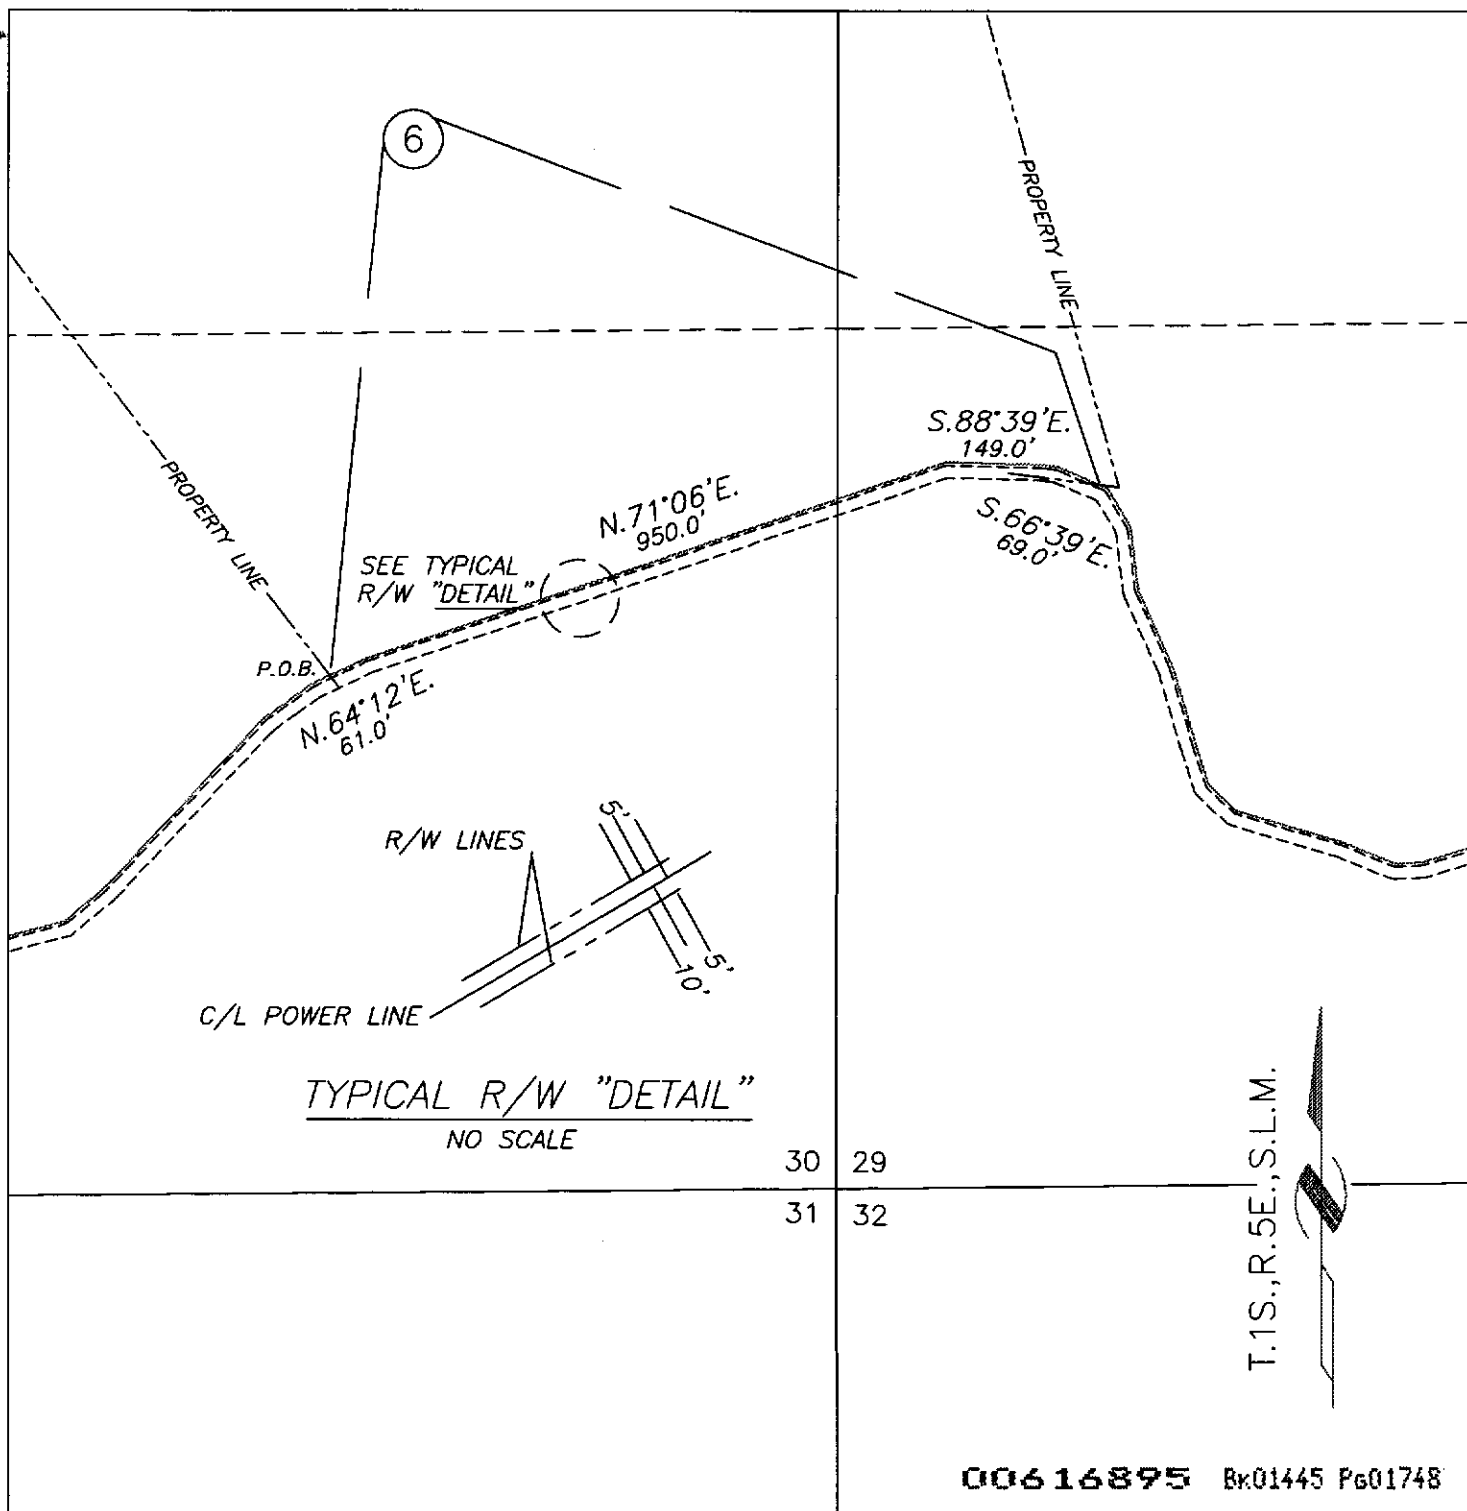 6
PROPERTY LINE
S.88°39'E.
149.0'
PROPERTY LINE
N.71°06'E.
950.0'
S.66°39'E.
69.0'
SEE TYPICAL
R/W "DETAIL"
P.O.B.
N.64°12'E.
61.0'
5'
R/W LINES
5'
10'
C/L POWER LINE
TYPICAL R/W "DETAIL"
NO SCALE
30 29
31 32
T.1S.,R.5E.,S.L.M.
00616895 BK01445 PG01748